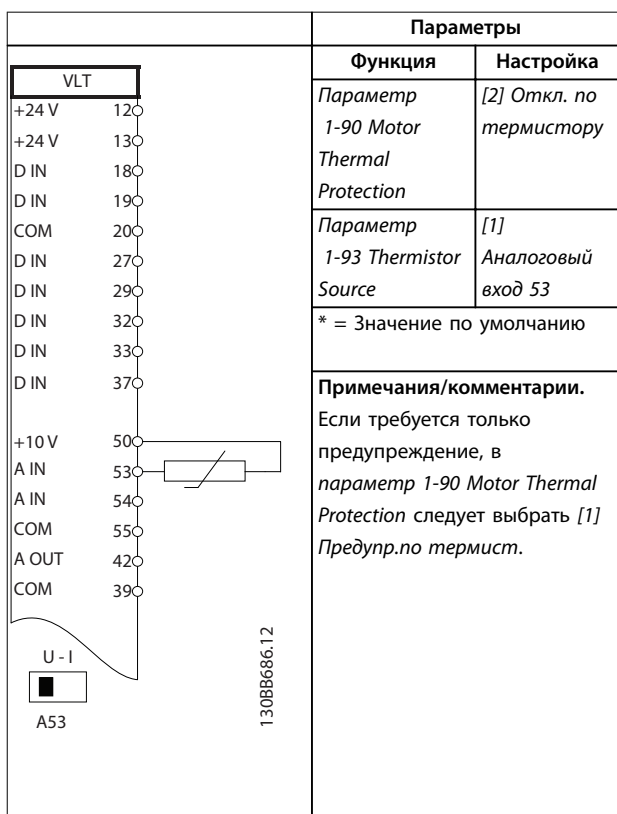 VLT
+24 V 12
+24 V 13
D IN 18
D IN 19
COM 20
D IN 27
D IN 29
D IN 32
D IN 33
D IN 37
+10 V 50
A IN 53
A IN 54
COM 55
A OUT 42
COM 39
U - I
A53
130BB686.12
Параметры
Функция Настройка
Параметр [2] Откл. по
1-90 Motor термистору
Thermal
Protection
Параметр [1]
1-93 Thermistor Аналоговый
Source вход 53
* = Значение по умолчанию
Примечания/комментарии.
Если требуется только
предупреждение, в
параметр 1-90 Motor Thermal
Protection следует выбрать [1]
Предупр.по термист.